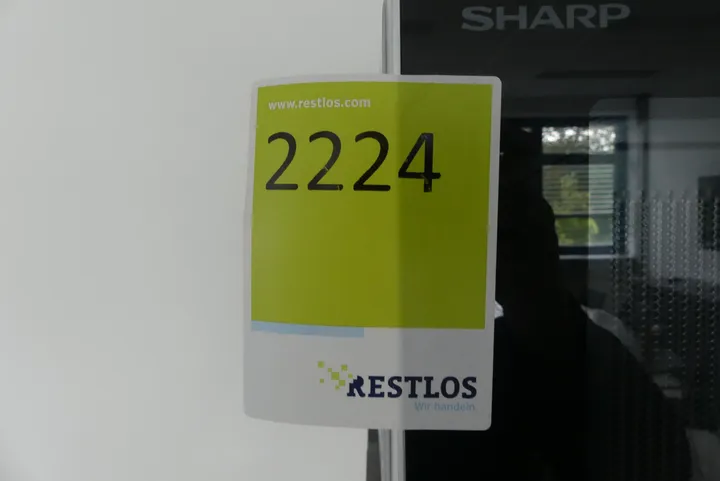 SHARP
www.restlos.com
2224
RESTLOS
Wir handeln